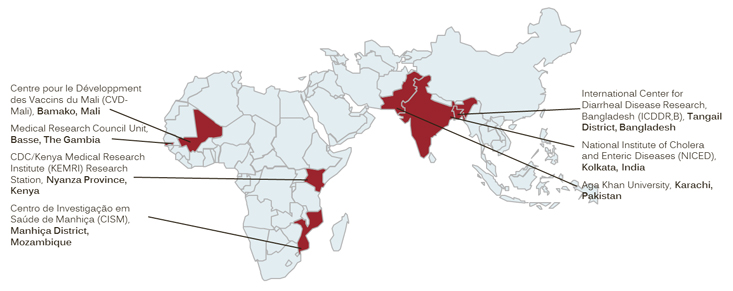 Centre pour le Développment
des Vaccins du Mali (CVD-
Mali), Bamako, Mali
Medical Research Council Unit,
Basse, The Gambia
CDC/Kenya Medical Research
Institute (KEMRI) Research
Station, Nyanza Province,
Kenya
Centro de Investigação em
Saúde de Manhiça (CISM),
Manhiça District,
Mozambique
International Center for
Diarrheal Disease Research,
Bangladesh (ICDDR,B), Tangail
District, Bangladesh
National Institute of Cholera
and Enteric Diseases (NICED),
Kolkata, India
Aga Khan University, Karachi,
Pakistan